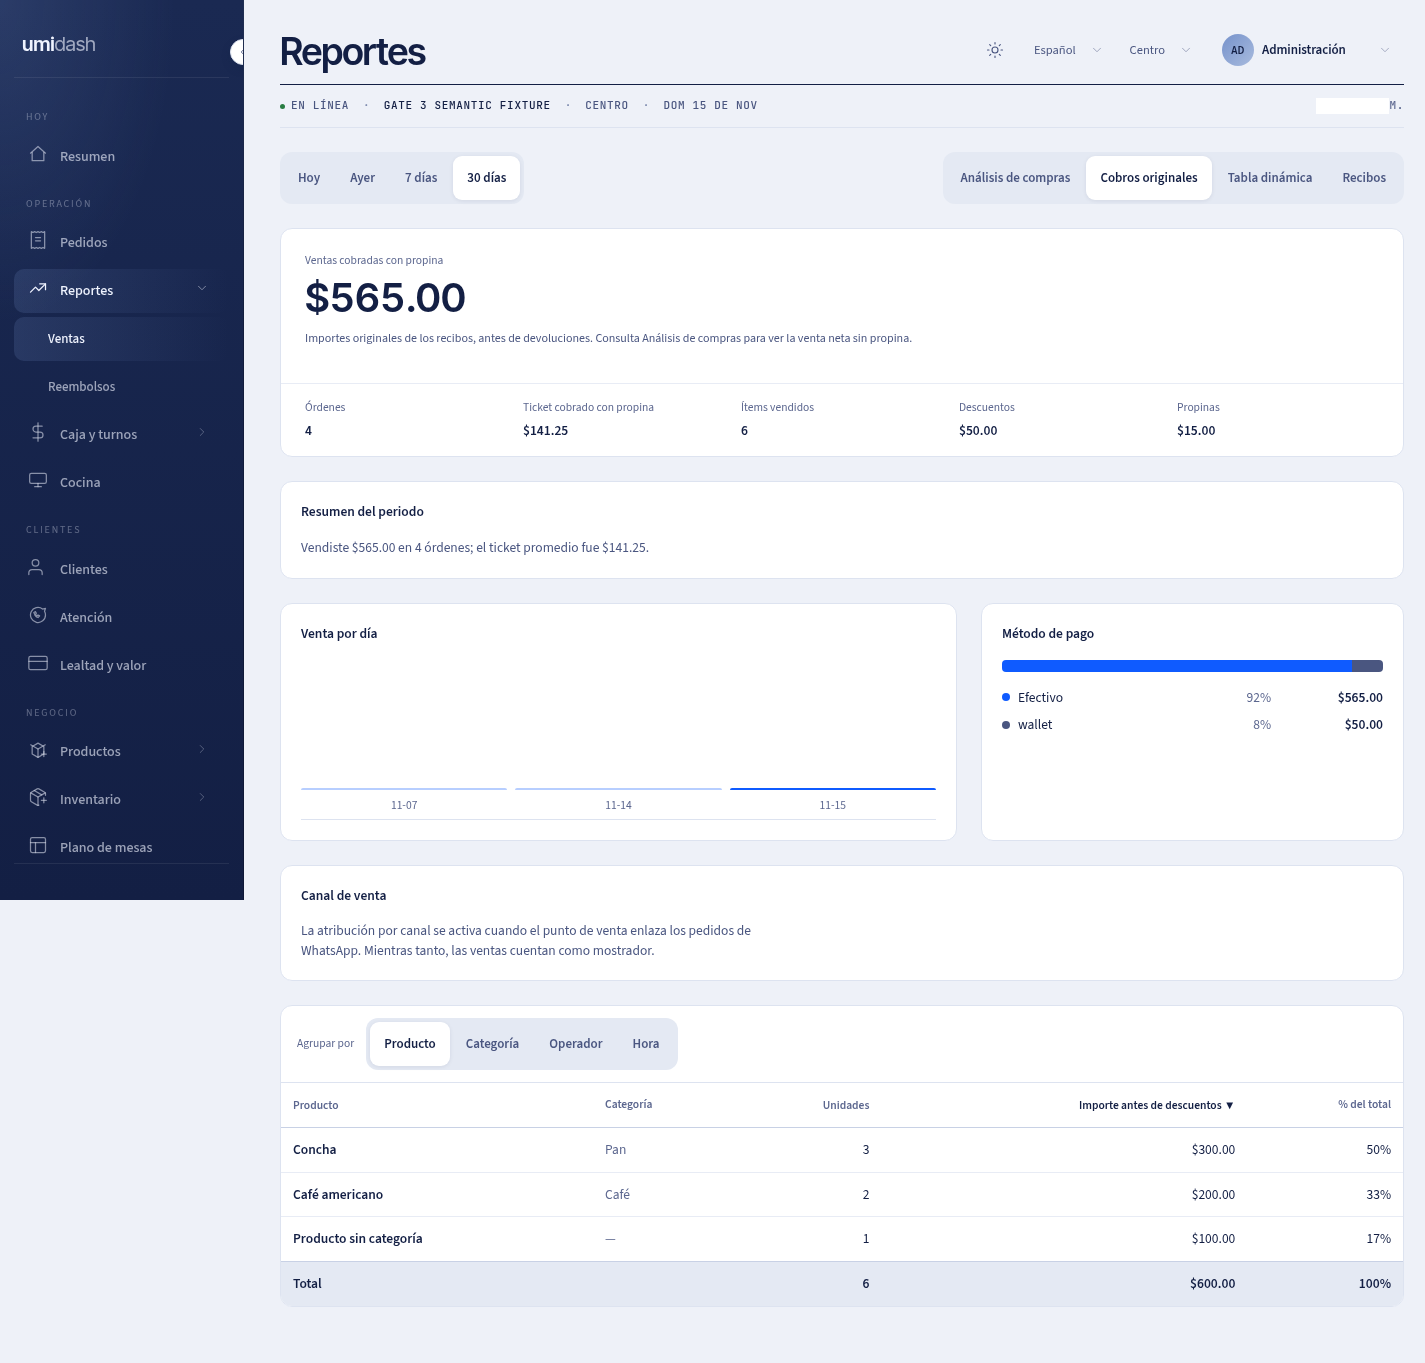 umidash
HOY
Resumen
OPERACIÓN
Pedidos
Reportes
Ventas
Reembolsos
Caja y turnos
Cocina
CLIENTES
Clientes
Atención
Lealtad y valor
NEGOCIO
Productos
Inventario
Plano de mesas
Reportes
Español
Centro
AD Administración
EN LÍNEA · GATE 3 SEMANTIC FIXTURE · CENTRO · DOM 15 DE NOV
M.
Hoy Ayer 7 días 30 días
Análisis de compras Cobros originales Tabla dinámica Recibos
Ventas cobradas con propina
$565.00
Importes originales de los recibos, antes de devoluciones. Consulta Análisis de compras para ver la venta neta sin propina.
Órdenes Ticket cobrado con propina Ítems vendidos Descuentos Propinas
4 $141.25 6 $50.00 $15.00
Resumen del periodo
Vendiste $565.00 en 4 órdenes; el ticket promedio fue $141.25.
Venta por día
11-07 11-14 11-15
Método de pago
Efectivo 92% $565.00
wallet 8% $50.00
Canal de venta
La atribución por canal se activa cuando el punto de venta enlaza los pedidos de
WhatsApp. Mientras tanto, las ventas cuentan como mostrador.
Agrupar por Producto Categoría Operador Hora
Producto Categoría Unidades Importe antes de descuentos ▼ % del total
Concha Pan 3 $300.00 50%
Café americano Café 2 $200.00 33%
Producto sin categoría — 1 $100.00 17%
Total 6 $600.00 100%